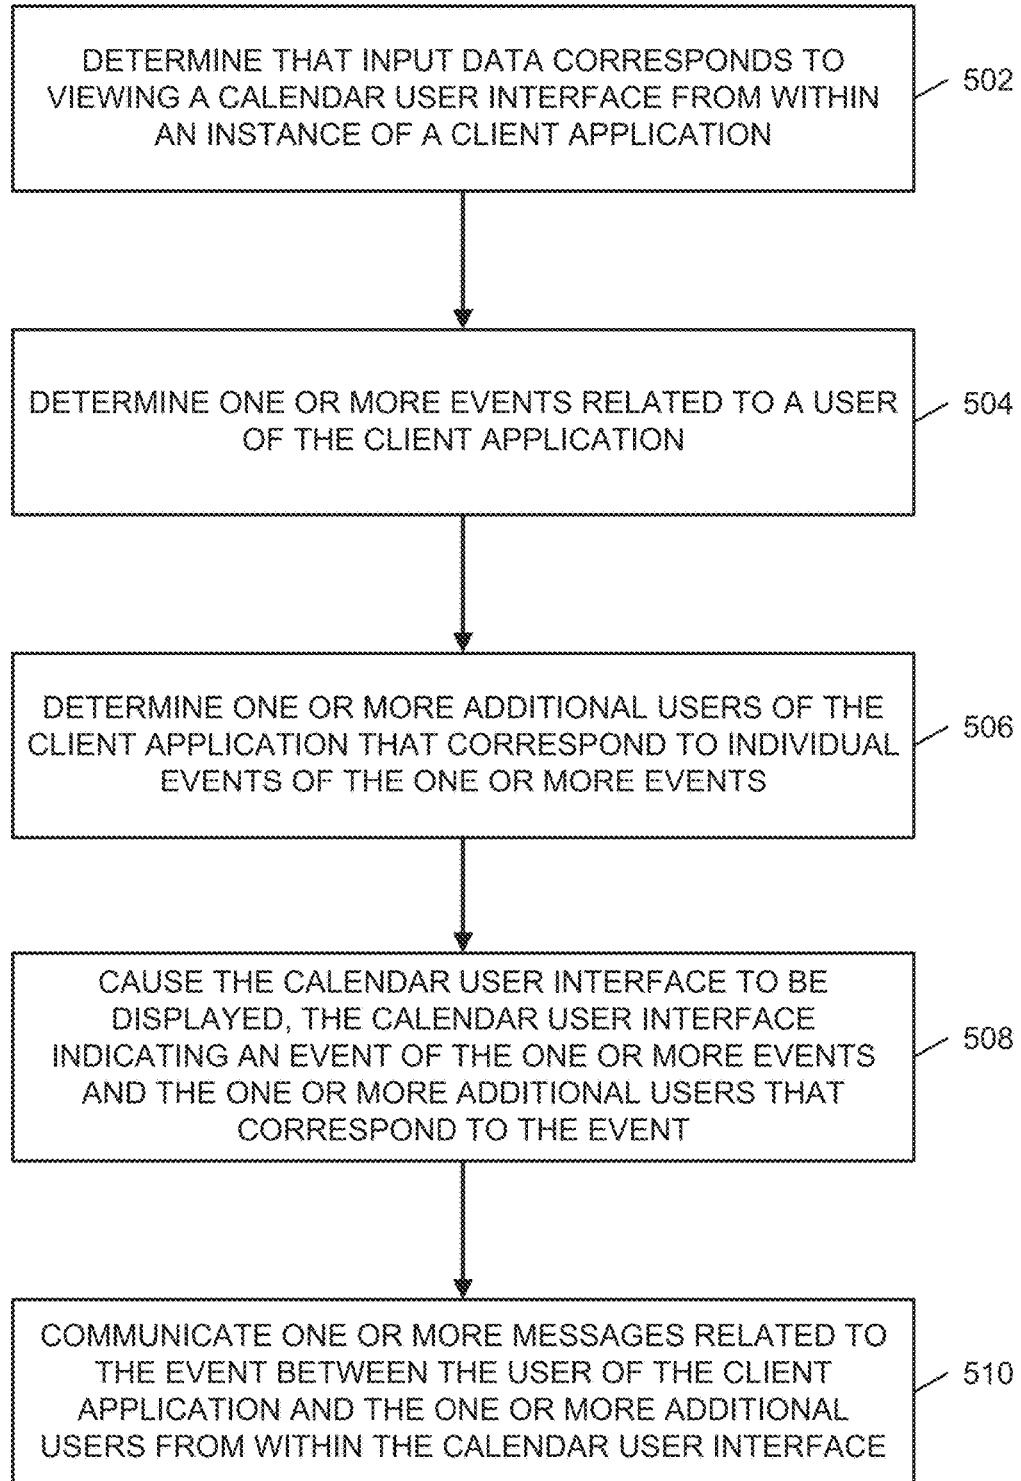 DETERMINE THAT INPUT DATA CORRESPONDS TO
VIEWING A CALENDAR USER INTERFACE FROM WITHIN
AN INSTANCE OF A CLIENT APPLICATION
502
DETERMINE ONE OR MORE EVENTS RELATED TO A USER
OF THE CLIENT APPLICATION
504
DETERMINE ONE OR MORE ADDITIONAL USERS OF THE
CLIENT APPLICATION THAT CORRESPOND TO INDIVIDUAL
EVENTS OF THE ONE OR MORE EVENTS
506
CAUSE THE CALENDAR USER INTERFACE TO BE
DISPLAYED, THE CALENDAR USER INTERFACE
INDICATING AN EVENT OF THE ONE OR MORE EVENTS
AND THE ONE OR MORE ADDITIONAL USERS THAT
CORRESPOND TO THE EVENT
508
COMMUNICATE ONE OR MORE MESSAGES RELATED TO
THE EVENT BETWEEN THE USER OF THE CLIENT
APPLICATION AND THE ONE OR MORE ADDITIONAL
USERS FROM WITHIN THE CALENDAR USER INTERFACE
510